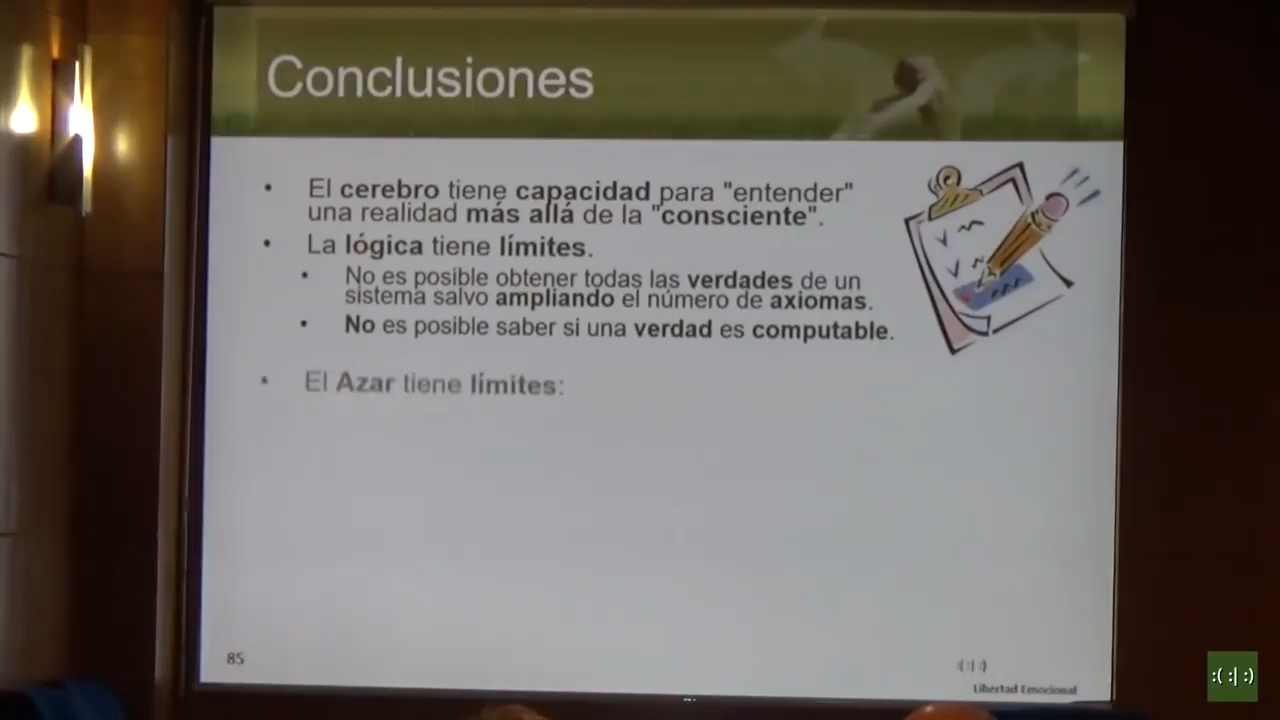 Conclusiones
• El cerebro tiene capacidad para "entender"
una realidad más allá de la "consciente".
• La lógica tiene límites.
• No es posible obtener todas las verdades de un
sistema salvo ampliando el número de axiomas.
• No es posible saber si una verdad es computable.
• El Azar tiene límites:
85
:(:|:)
Libertad Emocional
:( :| :)